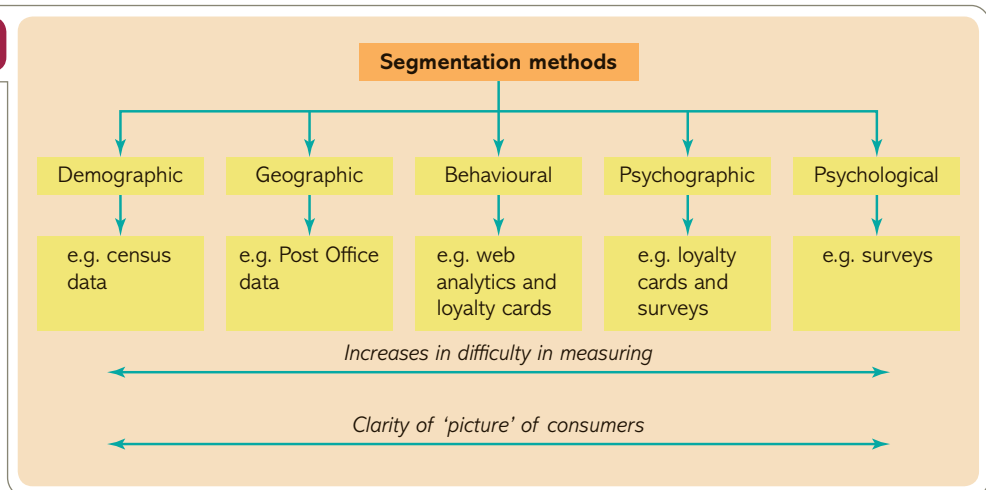 Segmentation methods
Demographic
Geographic
Behavioural
Psychographic
Psychological
e.g. census
data
e.g. Post Office
data
e.g. web
analytics and
loyalty cards
e.g. loyalty
cards and
surveys
e.g. surveys
Increases in difficulty in measuring
Clarity of ‘picture’ of consumers